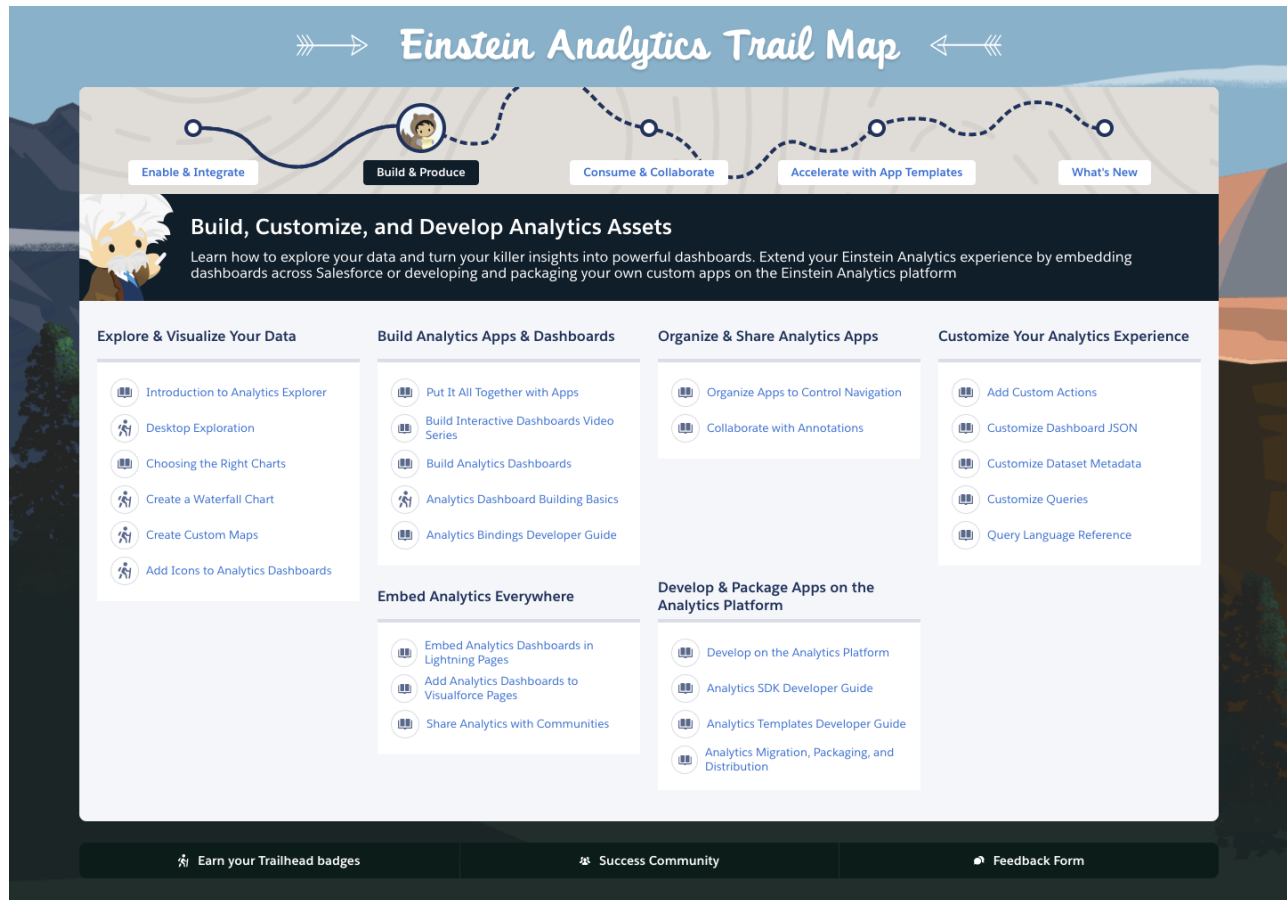 Einstein Analytics Trail Map
Enable & Integrate
Build & Produce
Consume & Collaborate
Accelerate with App Templates
What's New
Build, Customize, and Develop Analytics Assets
Learn how to explore your data and turn your killer insights into powerful dashboards. Extend your Einstein Analytics experience by embedding
dashboards across Salesforce or developing and packaging your own custom apps on the Einstein Analytics platform
Explore & Visualize Your Data
Introduction to Analytics Explorer
Desktop Exploration
Choosing the Right Charts
Create a Waterfall Chart
Create Custom Maps
Add Icons to Analytics Dashboards
Build Analytics Apps & Dashboards
Put It All Together with Apps
Build Interactive Dashboards Video
Series
Build Analytics Dashboards
Analytics Dashboard Building Basics
Analytics Bindings Developer Guide
Embed Analytics Everywhere
Embed Analytics Dashboards in
Lightning Pages
Add Analytics Dashboards to
Visualforce Pages
Share Analytics with Communities
Organize & Share Analytics Apps
Organize Apps to Control Navigation
Collaborate with Annotations
Develop & Package Apps on the
Analytics Platform
Develop on the Analytics Platform
Analytics SDK Developer Guide
Analytics Templates Developer Guide
Analytics Migration, Packaging, and
Distribution
Customize Your Analytics Experience
Add Custom Actions
Customize Dashboard JSON
Customize Dataset Metadata
Customize Queries
Query Language Reference
Earn your Trailhead badges
Success Community
Feedback Form